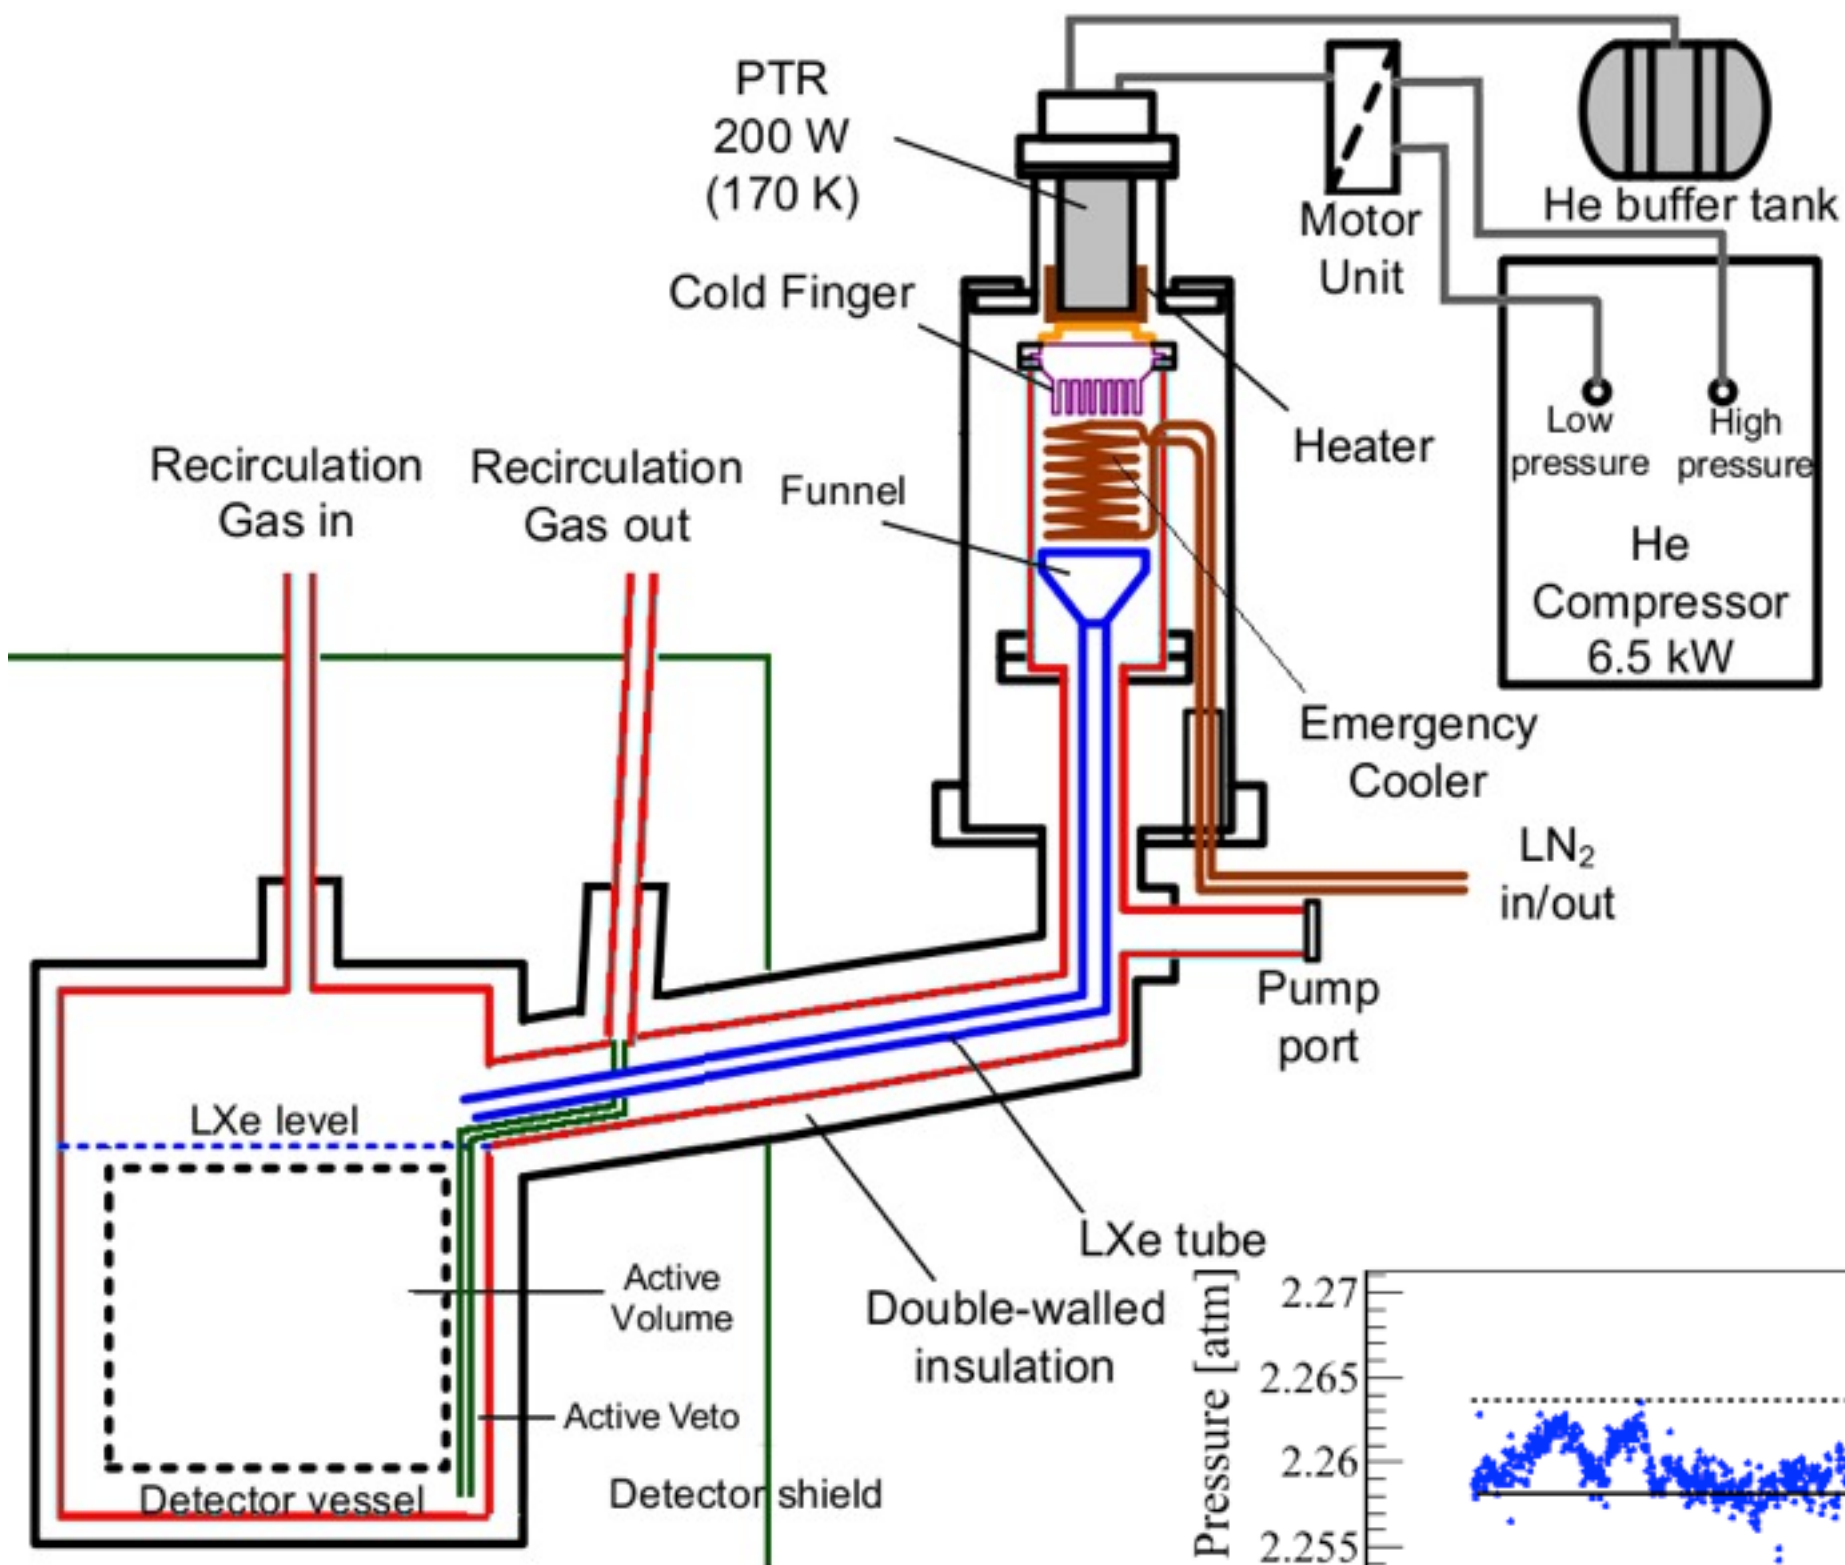 PTR
200 W
(170 K)
Motor
Unit
He buffer tank
Cold Finger
Heater
Low
pressure
High
pressure
He
Compressor
6.5 kW
Recirculation
Gas in
Recirculation
Gas out
Funnel
Emergency
Cooler
LN₂
in/out
Pump
port
LXe level
LXe tube
Active
Volume
Double-walled
insulation
Active Veto
Detector vessel
Detector shield
Pressure [atm]
2.27
2.265
2.26
2.255